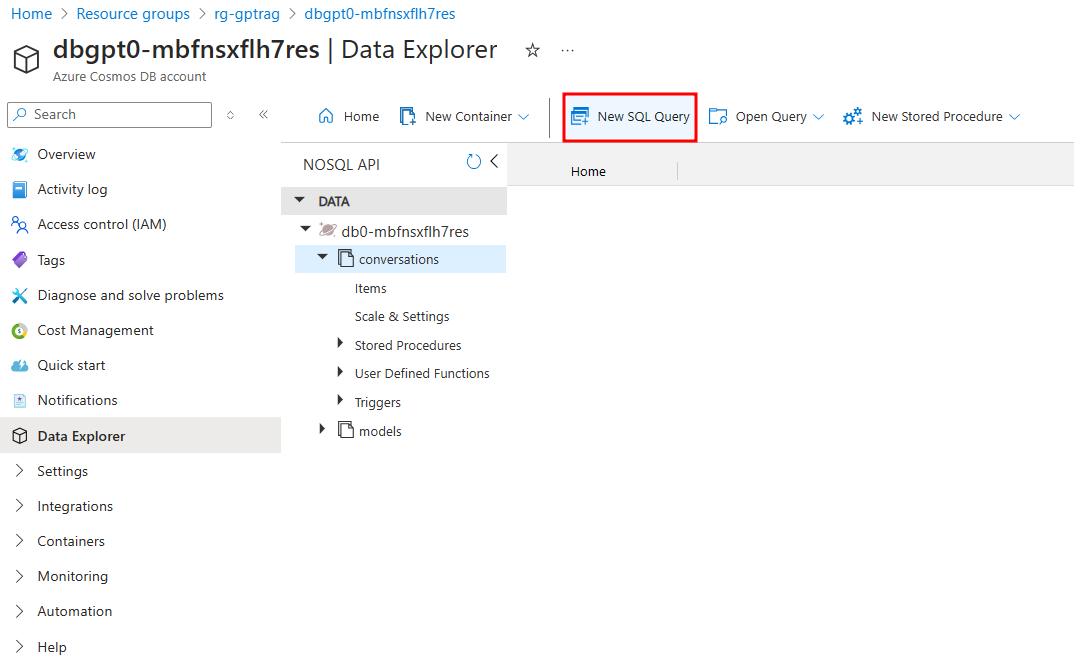 Home > Resource groups > rg-gptrag > dbgpt0-mbfnsxflh7res
dbgpt0-mbfnsxflh7res | Data Explorer
Azure Cosmos DB account
Search
Home
New Container
New SQL Query
Open Query
New Stored Procedure
Overview
Activity log
Access control (IAM)
Tags
Diagnose and solve problems
Cost Management
Quick start
Notifications
Data Explorer
Settings
Integrations
Containers
Monitoring
Automation
Help
NOSQL API
DATA
db0-mbfnsxflh7res
conversations
Items
Scale & Settings
Stored Procedures
User Defined Functions
Triggers
models
Home